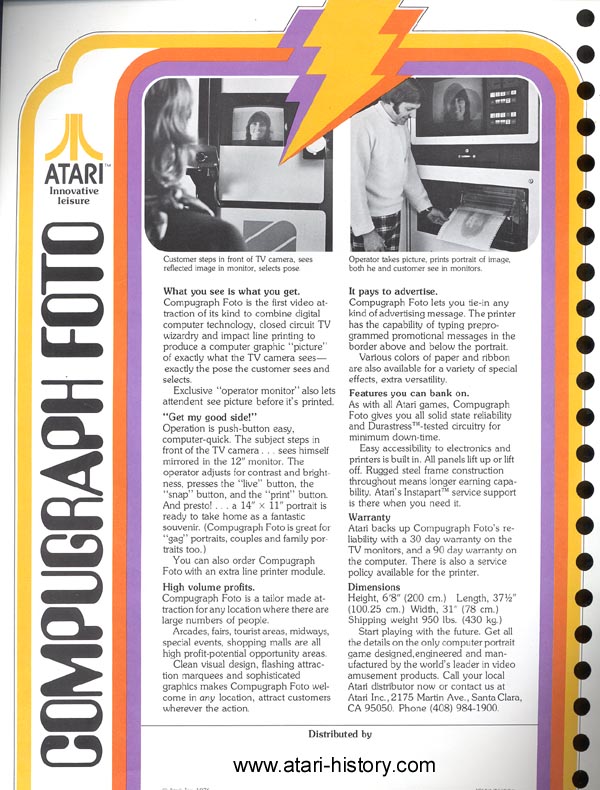 ATARI™
Innovative
leisure
COMPUGRAPH FOTO
Customer steps in front of TV camera, sees
reflected image in monitor, selects pose
What you see is what you get.
Compugraph Foto is the first video at-
traction of its kind to combine digital
computer technology, closed circuit TV
wizardry and impact line printing to
produce a computer graphic "picture"
of exactly what the TV camera sees—
exactly the pose the customer sees and
selects.
Exclusive "operator monitor" also lets
attendent see picture before it's printed.
"Get my good side!"
Operation is push-button easy,
computer-quick. The subject steps in
front of the TV camera . . . sees himself
mirrored in the 12" monitor. The
operator adjusts for contrast and bright-
ness, presses the "live" button, the
"snap" button, and the "print" button.
And presto! . . . a 14" × 11" portrait is
ready to take home as a fantastic
souvenir. (Compugraph Foto is great for
"gag" portraits, couples and family por-
traits too.)
You can also order Compugraph
Foto with an extra line printer module.
High volume profits.
Compugraph Foto is a tailor made at-
traction for any location where there are
large numbers of people.
Arcades, fairs, tourist areas, midways,
special events, shopping malls are all
high profit-potential opportunity areas.
Clean visual design, flashing attrac-
tion marquees and sophisticated
graphics makes Compugraph Foto wel-
come in any location, attract customers
wherever the action.
Operator takes picture, prints portrait of image,
both he and customer see in monitors.
It pays to advertise.
Compugraph Foto lets you tie-in any
kind of advertising message. The printer
has the capability of typing prepro-
grammed promotional messages in the
border above and below the portrait.
Various colors of paper and ribbon
are also available for a variety of special
effects, extra versatility.
Features you can bank on.
As with all Atari games, Compugraph
Foto gives you all solid state reliability
and Durastress™-tested circuitry for
minimum down-time.
Easy accessibility to electronics and
printers is built in. All panels lift up or lift
off. Rugged steel frame construction
throughout means longer earning capa-
bility. Atari's Instapart™ service support
is there when you need it.
Warranty
Atari backs up Compugraph Foto's re-
liability with a 30 day warranty on the
TV monitors, and a 90 day warranty on
the computer. There is also a service
policy available for the printer.
Dimensions
Height, 6'8" (200 cm.) Length, 37½"
(100.25 cm.) Width, 31" (78 cm.)
Shipping weight 950 lbs. (430 kg.)
Start playing with the future. Get all
the details on the only computer portrait
game designed,engineered and man-
ufactured by the world's leader in video
amusement products. Call your local
Atari distributor now or contact us at
Atari Inc., 2175 Martin Ave., Santa Clara,
CA 95050. Phone (408) 984-1900.
Distributed by
www.atari-history.com